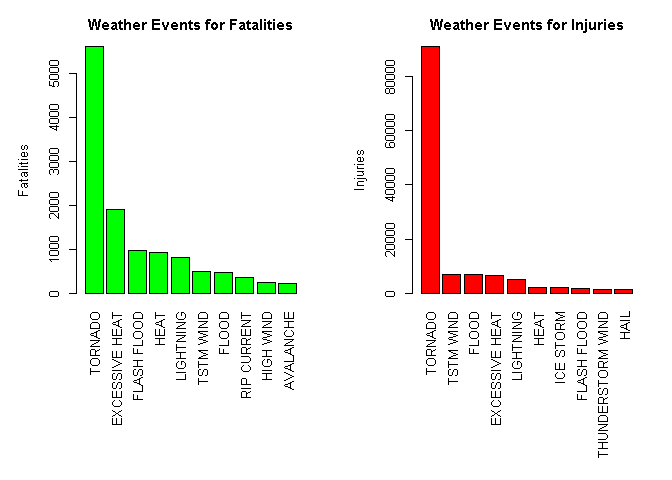 Weather Events for Fatalities
Fatalities
5000
4000
3000
2000
1000
0
TORNADO
EXCESSIVE HEAT
FLASH FLOOD
HEAT
LIGHTNING
TSTM WIND
FLOOD
RIP CURRENT
HIGH WIND
AVALANCHE
Weather Events for Injuries
Injuries
80000
60000
40000
20000
0
TORNADO
TSTM WIND
FLOOD
EXCESSIVE HEAT
LIGHTNING
HEAT
ICE STORM
FLASH FLOOD
THUNDERSTORM WIND
HAIL